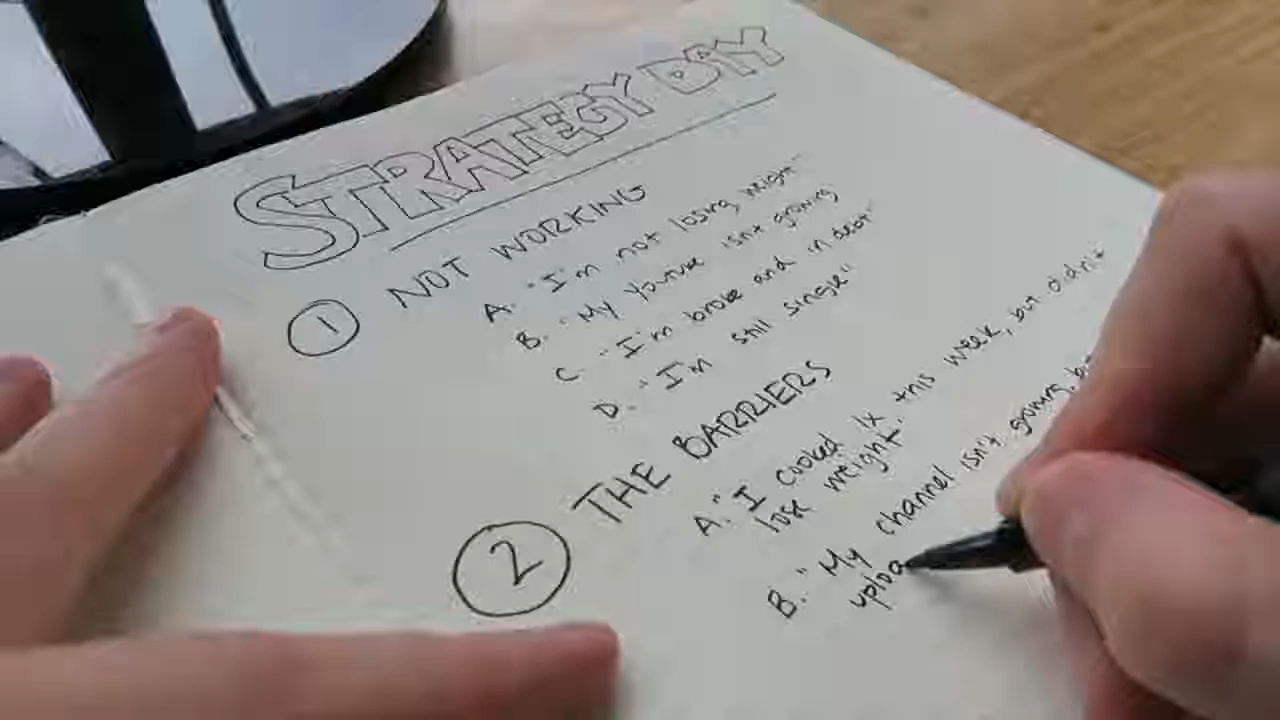 STRATEGY DAY
1 NOT WORKING
A. "I'm not losing weight"
B. "My Youtube isn't growing
C "I'm broke and in debt"
D. "I'm still single"
2 THE BARRIERS
A. "I cooked 1x this week, but didn't
lose weight"
B. "My channel isn't growing,
uploa